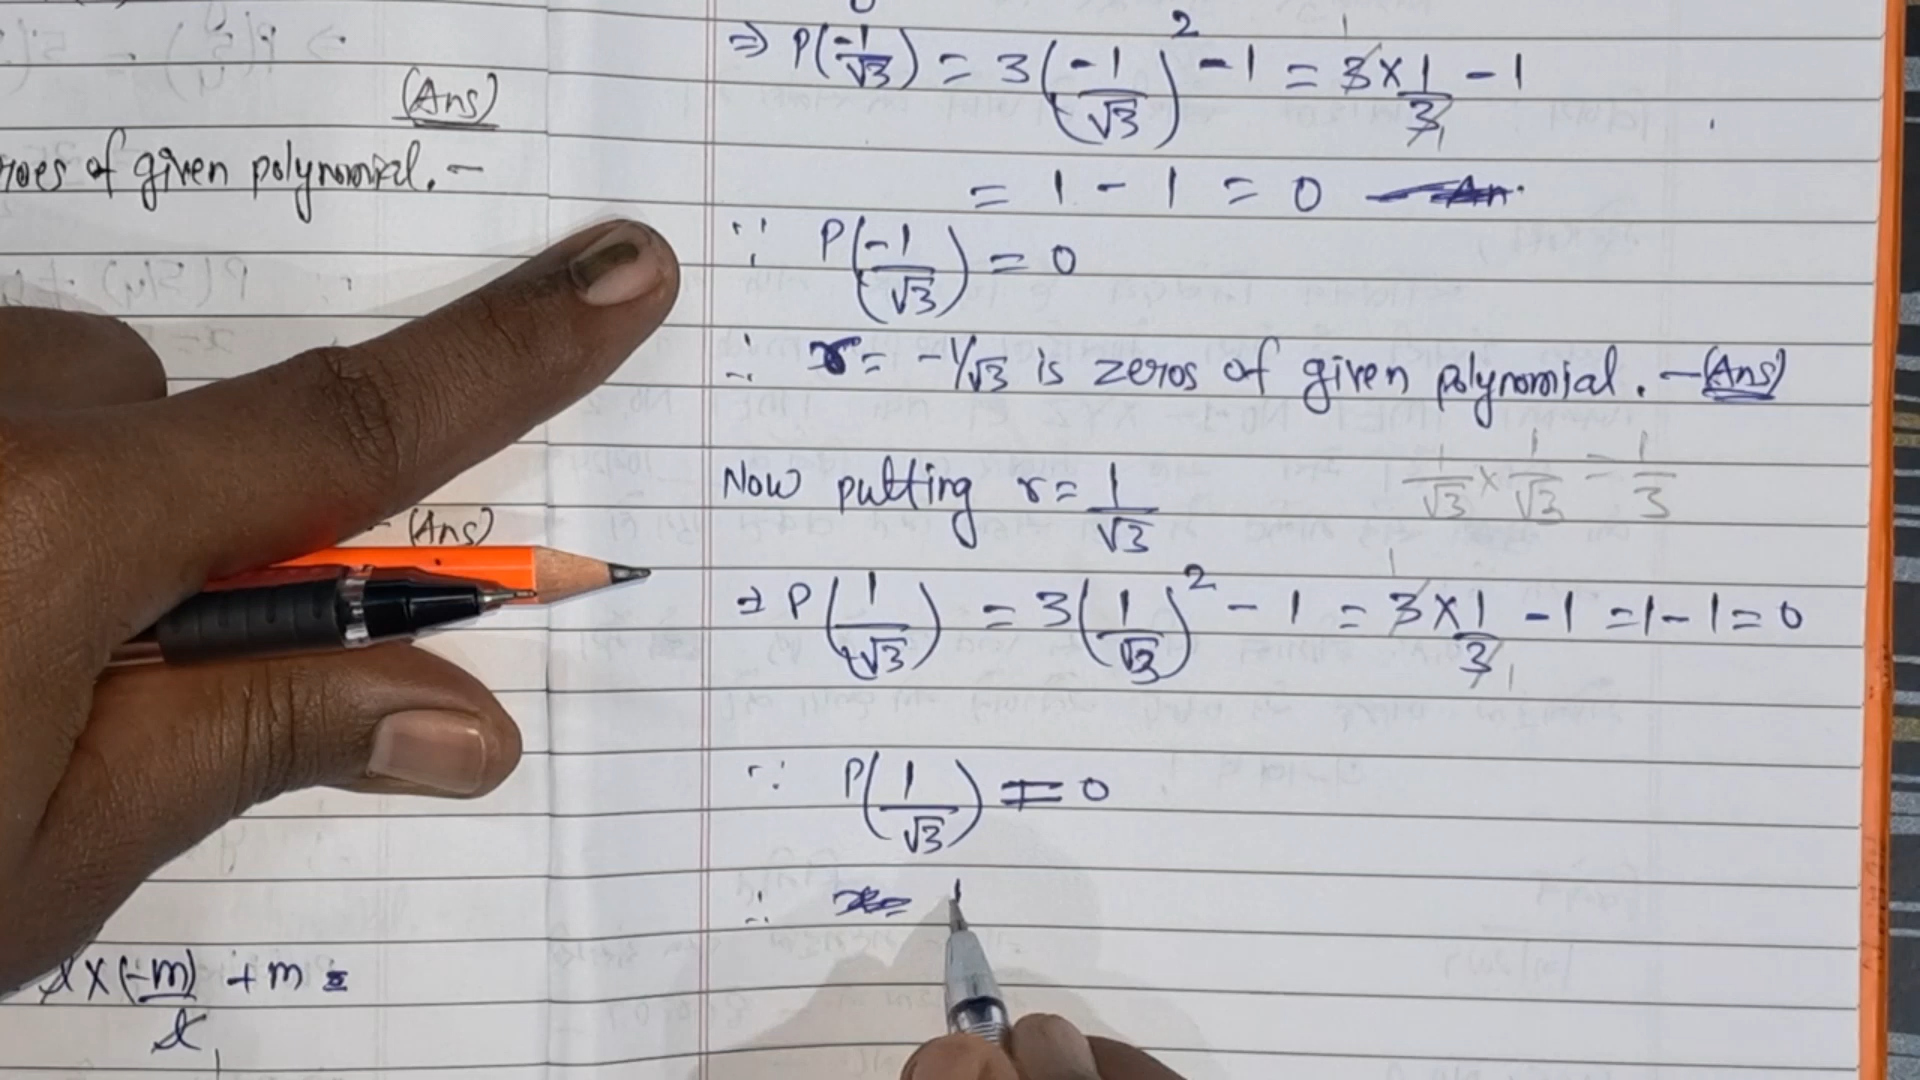 (Ans)
roes of given polynomial. -
(Ans)
x (-m)/l + m =
⇒ P(-1/√3) = 3(-1/√3)² - 1 = 3 × 1/3 - 1
= 1 - 1 = 0
∵ P(-1/√3) = 0
∴ x = -1/√3 is zeros of given polynomial. - (Ans)
1/√3 × 1/√3 = 1/3
Now putting x = 1/√3
⇒ P(1/√3) = 3(1/√3)² - 1 = 3 × 1/3 - 1 = 1 - 1 = 0
∵ P(1/√3) = 0
∴ x = 1